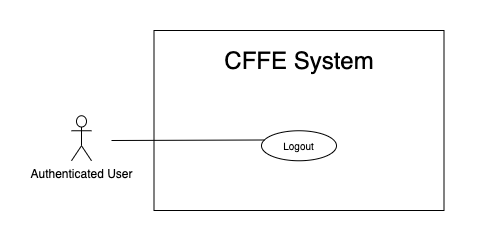 CFFE System
Logout
Authenticated User